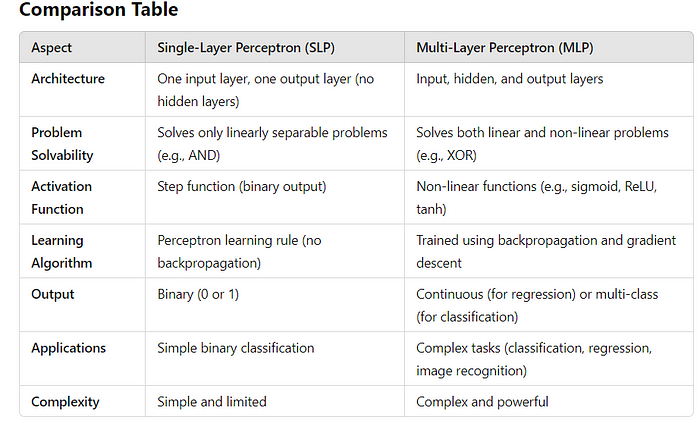 Comparison Table
Aspect Single-Layer Perceptron (SLP) Multi-Layer Perceptron (MLP)
Architecture One input layer, one output layer (no Input, hidden, and output layers
hidden layers)
Problem Solves only linearly separable problems Solves both linear and non-linear problems
Solvability (e.g., AND) (e.g., XOR)
Activation Step function (binary output) Non-linear functions (e.g., sigmoid, ReLU,
Function tanh)
Learning Perceptron learning rule (no Trained using backpropagation and gradient
Algorithm backpropagation) descent
Output Binary (0 or 1) Continuous (for regression) or multi-class
(for classification)
Applications Simple binary classification Complex tasks (classification, regression,
image recognition)
Complexity Simple and limited Complex and powerful